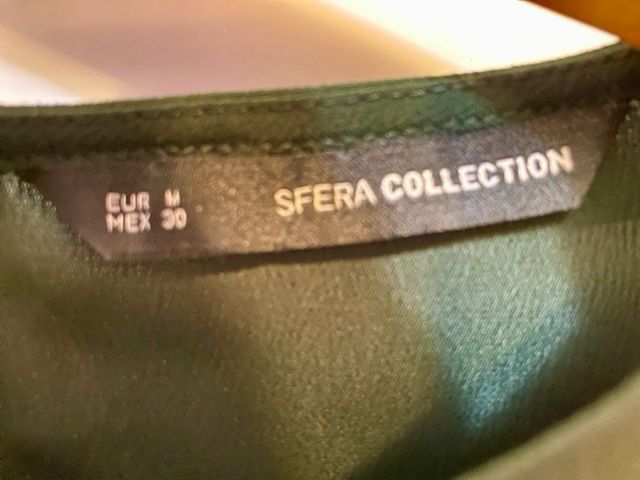 EUR M
MEX 30
SFERA COLLECTION